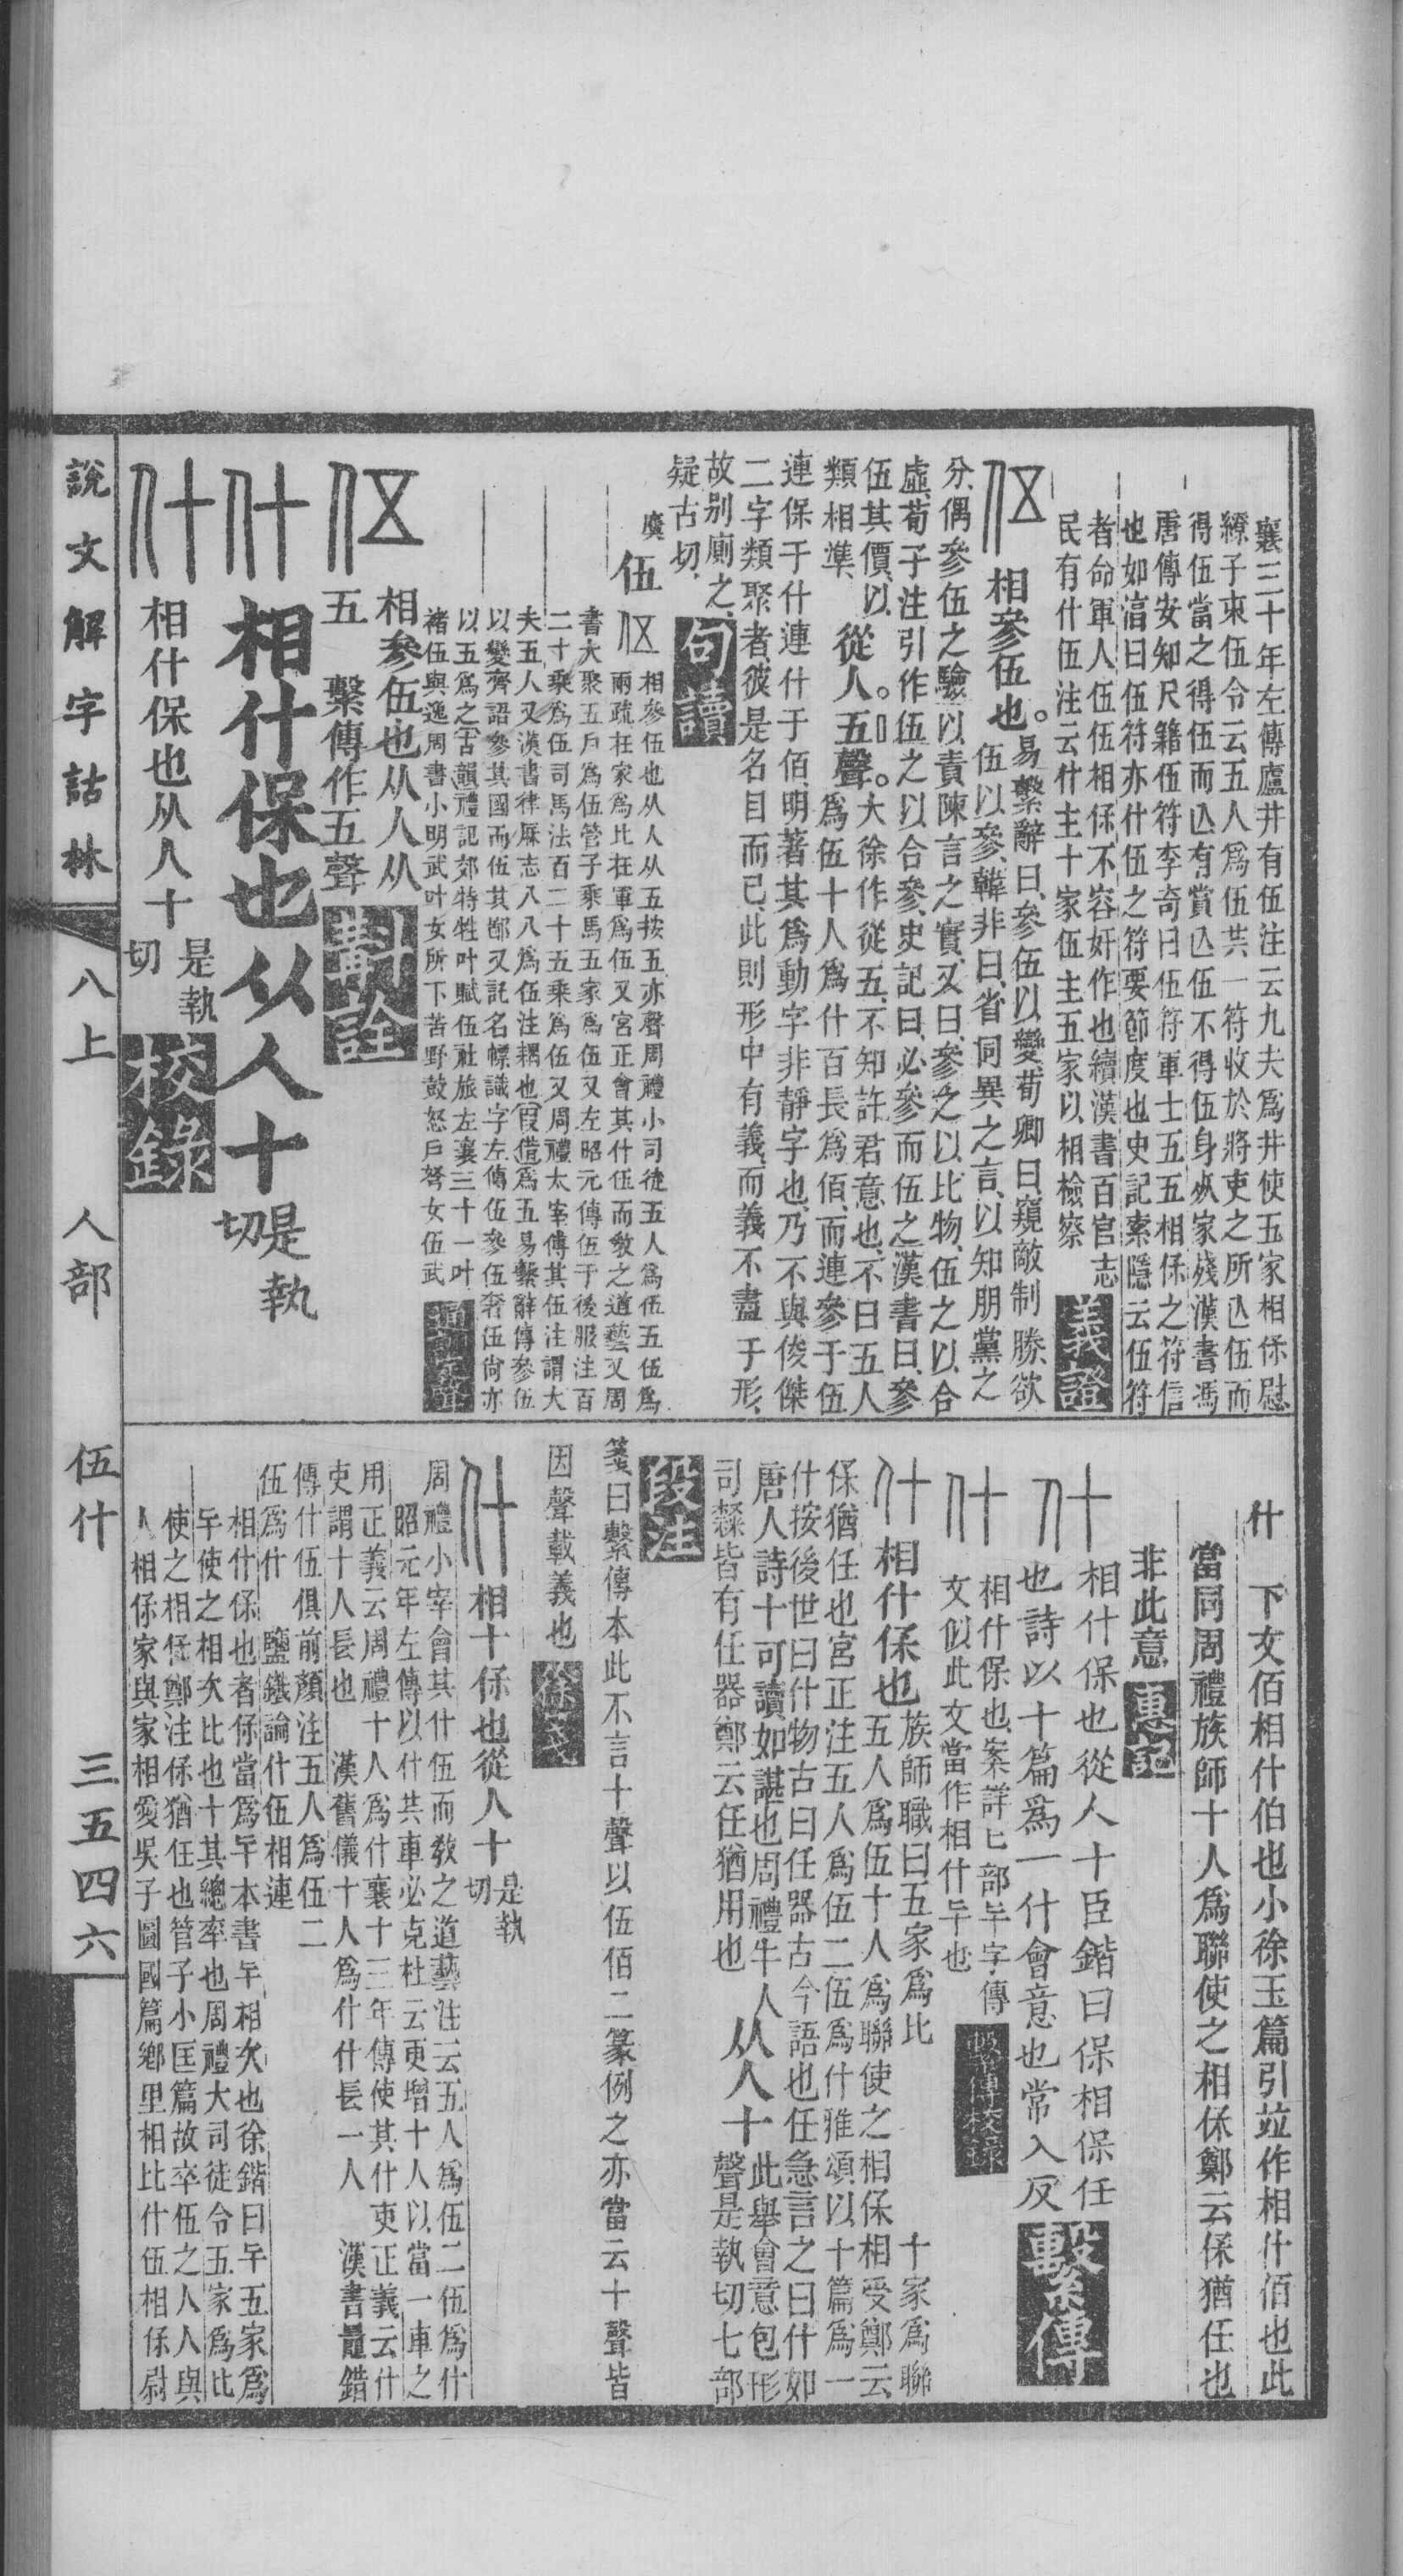 襄三十年左傳廬井有伍注云九夫爲井使五家相保尉
繚子束伍令云五人爲伍共一符收於將吏之所亾伍而
得伍當之得伍而亾有賞亾伍不得伍身死家殘漢書馮
唐傳安知尺籍伍符李奇曰伍符軍士五五相保之符信
也如淳曰伍符亦什伍之符要節度也史記索隱云伍符
者命軍人伍伍相保不容奸作也續漢書百官志
民有什伍注云什主十家伍主五家以相檢察 義證
相參伍也。易繫辭曰、參伍以變、荀卿曰、窺敵制勝、欲
伍以參、韓非曰、省同異之言、以知朋黨之
分、偶參伍之驗、以責陳言之實、又曰、參之以比物、伍之以合
虛、荀子注引作伍之以合參、史記曰、必參而伍之、漢書曰、參
伍其價、以類相準、從人。五聲。大徐作從五、不知許君意也、不曰五人
爲伍十人爲什百長爲佰、而連參于伍
連保于什連什于佰、明著其爲動字非靜字也、乃不與俊傑
二字類聚者、彼是名目而已、此則形中有義、而義不盡于形、
故別廁之、
疑古切、 句讀
伍 相參伍也从人从五按五亦聲周禮小司徒五人爲伍五伍爲
兩疏在家爲比在軍爲伍又宮正會其什伍而敎之道藝又周
書大聚五戶爲伍管子乘馬五家爲伍又左昭元傳伍于後服注百
二十乘爲伍司馬法百二十五乘爲伍又周禮大宰傳其伍注謂大
夫五人又漢書律厤志八八爲伍注耦也叚借爲五易繫辭傳參伍
以變齊語參其國而伍其鄙又託名幖識字左傳伍參伍奢伍尙亦
以五爲之古韻禮記郊特牲叶賦伍社旅左襄三十一叶
褚伍與逸周書小明武叶女所下苦野鼓怒戶弩女伍武 通訓定聲
相參伍也从人从
五 繫傳作五聲 斠詮
相什保也从人十 是執切
相什保也从人十 是執切 校錄
什 下文佰相什伯也小徐玉篇引竝作相什佰也此
當同周禮族師十人爲聯使之相保鄭云保猶任也
非此意 惠記
相什保也從人十臣鍇曰保相保任
也詩以十篇爲一什會意也常入反 繫傳
相什保也、案詳匕部㐄字、傳
文似此文當作相什㐄也 繫傳校錄
相什保也 族師職曰五家爲比 十家爲聯
五人爲伍十人爲聯使之相保相受鄭云
保猶任也宮正注五人爲伍二伍爲什雅頌以十篇爲一
什按後世曰什物古曰任器古今語也任急言之曰什如
唐人詩十可讀如諶也周禮牛人 从人十 此舉會意包形
司隸皆有任器鄭云任猶用也 聲是執切七部
段注
箋曰繫傳本此不言十聲以伍佰二篆例之亦當云十聲皆
因聲載義也 徐箋
相十保也從人十 是執切
周禮小宰會其什伍而敎之道藝注云五人爲伍二伍爲什
昭元年左傳以什共車必克杜云更增十人以當一車之
用正義云周禮十人爲什襄十三年傳使其什吏正義云什
吏謂十人長也 漢舊儀十人爲什什長一人 漢書鼂錯
傳什伍俱前顏注五人爲伍二
伍爲什 鹽鐵論什伍相連
相什保也者保當爲㐄本書㐄相次也徐鍇曰㐄五家爲
㐄使之相次比也十其總率也周禮大司徒令五家爲比
使之相保鄭注保猶任也管子小匡篇故卒伍之人人與
人相保家與家相愛吳子圖國篇鄉里相比什伍相保尉
說文解字詁林 八上 人部 伍什 三五四六